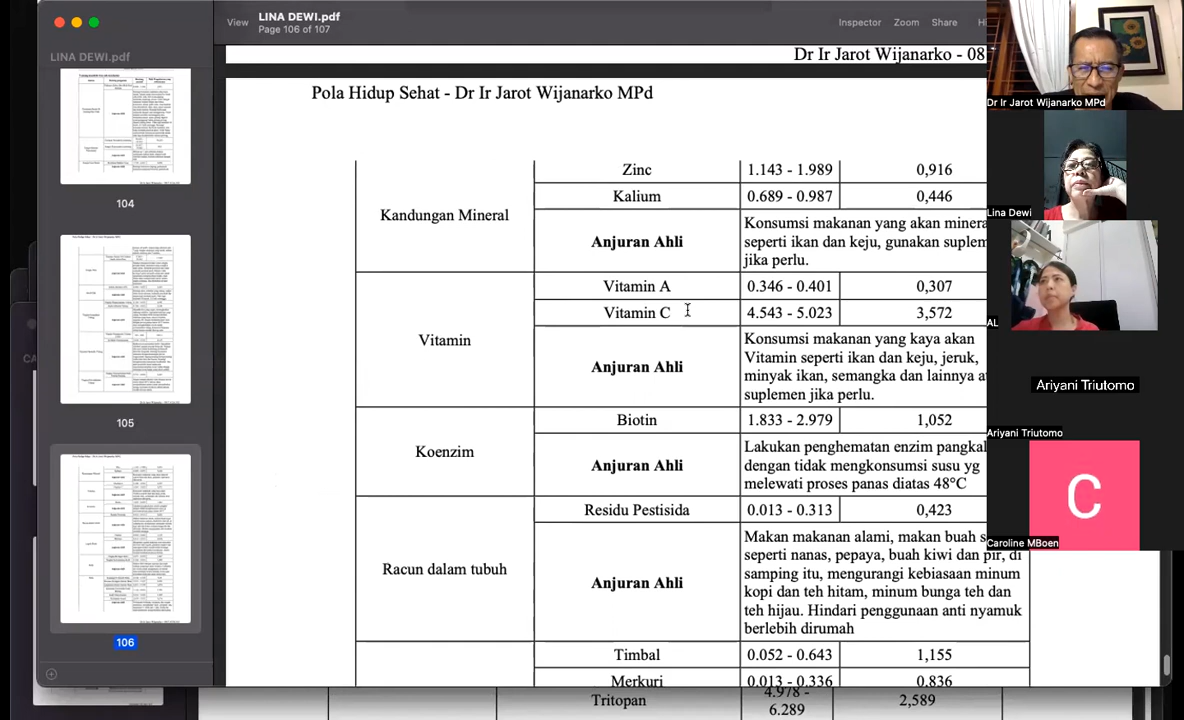 View
LINA DEWI.pdf
Page 106 of 107
Inspector
Zoom
Share
LINA DEWI.pdf
104
105
106
Dr Ir Jarot Wijanarko - 08
Pola Hidup Sehat - Dr Ir Jarot Wijanarko MPd
Kandungan Mineral
Zinc 1.143 - 1.989 0,916
Kalium 0.689 - 0.987 0,446
Anjuran Ahli
Konsumsi makanan yang akan minera
seperti ikan dan keju, gunakan suplem
jika perlu.
Vitamin
Vitamin A 0.346 - 0.401 0,307
Vitamin C 4.543 - 5.023 3,572
Anjuran Ahli
Konsumsi makanan yang kaya akan
Vitamin seperti ikan dan keju, jeruk,
minyak ikan, semangka dan lainnya at
suplemen jika perlu.
Koenzim
Biotin 1.833 - 2.979 1,052
Anjuran Ahli
Lakukan penghematan enzim pangkal
dengan tidak mengkonsumsi susu yg
melewati proses panas diatas 48°C
Racun dalam tubuh
Residu Pestisida 0.013 - 0.313 0,423
Anjuran Ahli
Makan makanan alami, makan buah s
seperti nanas, pepaya, buah kiwi dan pir, di
samping itu, mengurangi kebiasaan minum
kopi dan teh hitam, minum bunga teh dan
teh hijau. Hindari penggunaan anti nyamuk
berlebih dirumah
Timbal 0.052 - 0.643 1,155
Merkuri 0.013 - 0.336 0,836
Tritopan 4.978 - 6.289 2,589
Dr Ir Jarot Wijanarko MPd
Lina Dewi
AL
Ariyani Triutomo
Ariyani Triutomo
C
Caroline MBoen